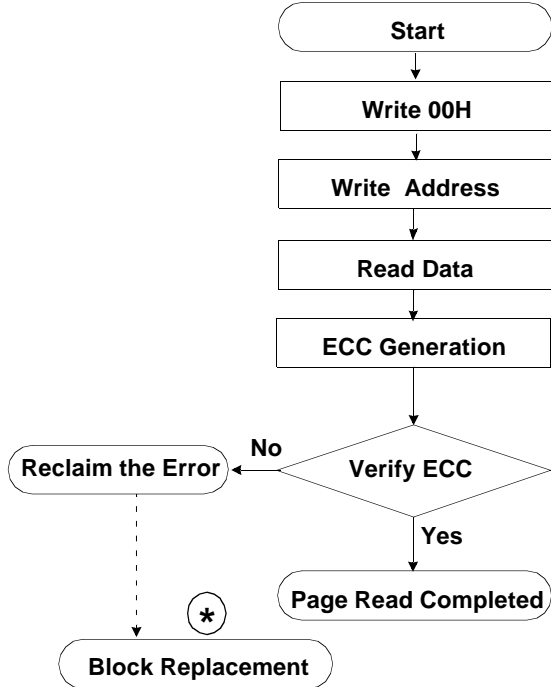 Start
Write 00H
Write Address
Read Data
ECC Generation
Verify ECC
No
Reclaim the Error
Yes
Page Read Completed
*
Block Replacement